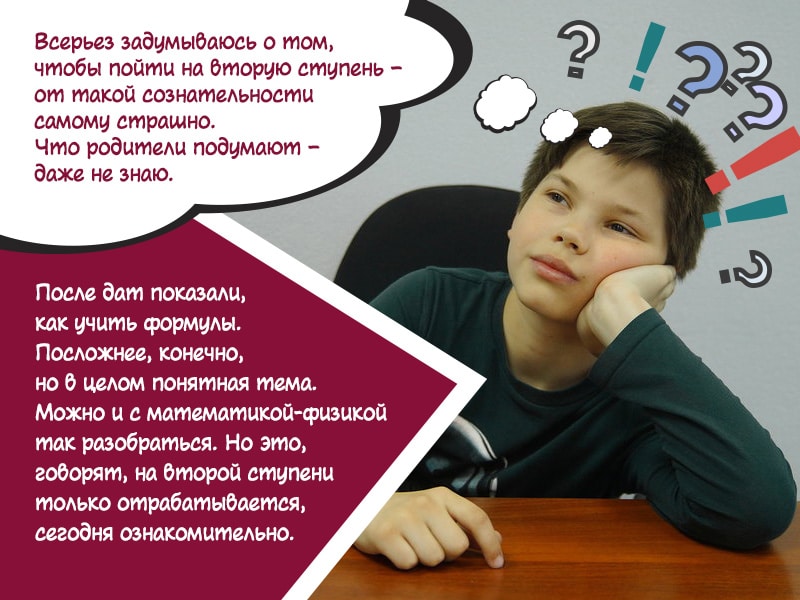 Всерьез задумываюсь о том,
чтобы пойти на вторую ступень –
от такой сознательности
самому страшно.
Что родители подумают –
даже не знаю.
После дат показали,
как учить формулы.
Посложнее, конечно,
но в целом понятная тема.
Можно и с математикой-физикой
так разобраться. Но это,
говорят, на второй ступени
только отрабатывается,
сегодня ознакомительно.